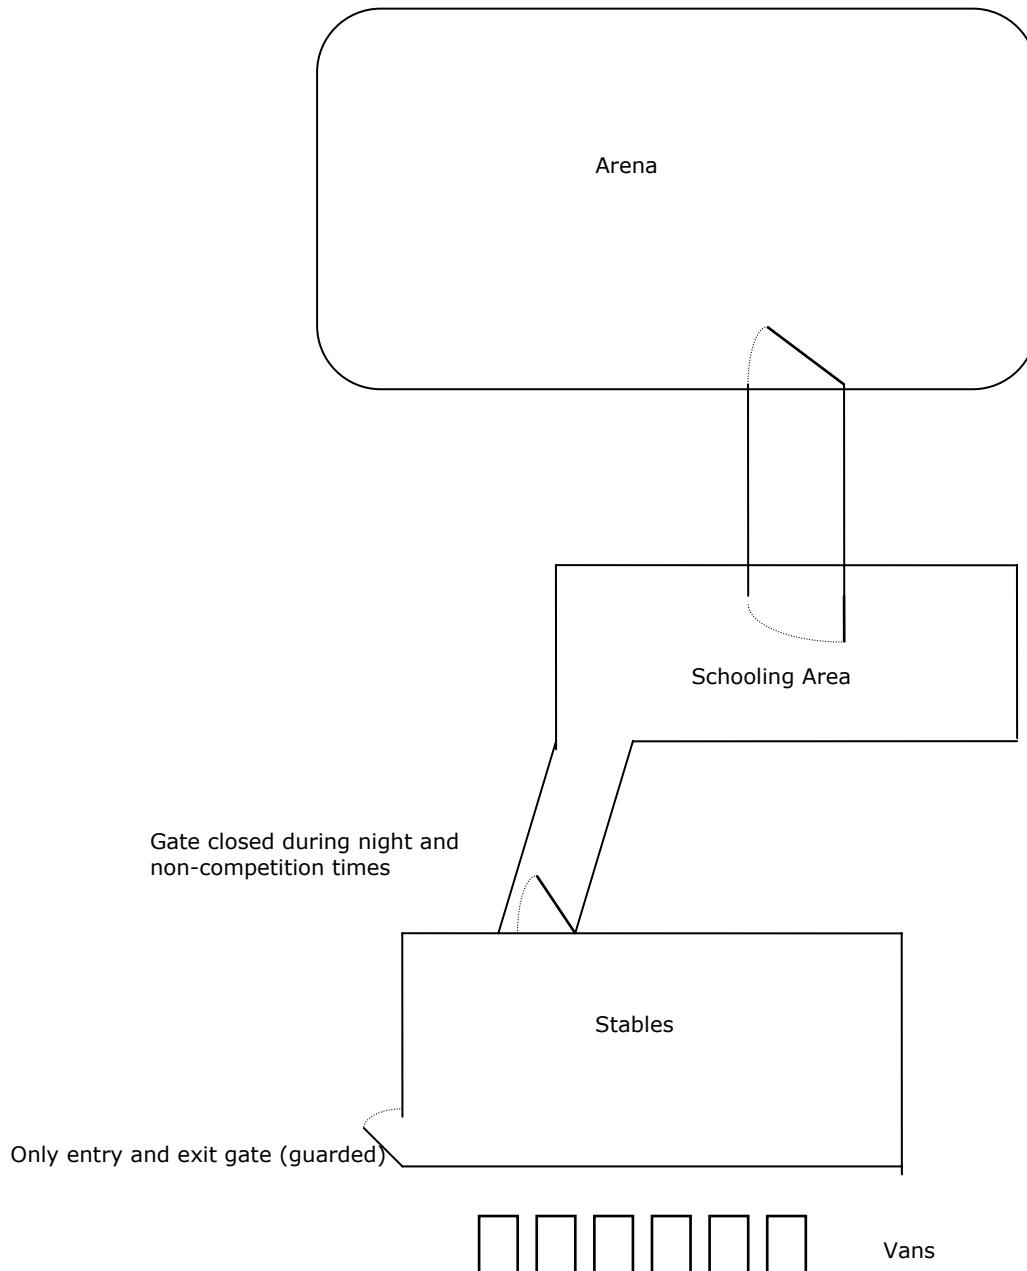 Arena
Schooling Area
Gate closed during night and
non-competition times
Stables
Only entry and exit gate (guarded)
Vans